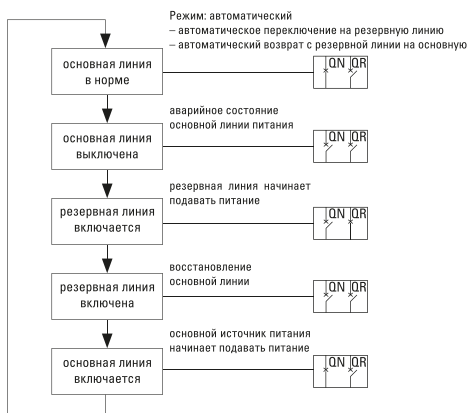 Режим: автоматический
– автоматическое переключение на резервную линию
– автоматический возврат с резервной линии на основную
основная линия
в норме
QN QR
аварийное состояние
основной линии питания
основная линия
выключена
QN QR
резервная линия начинает
подавать питание
резервная линия
включается
QN QR
восстановление
основной линии
резервная линия
включена
QN QR
основной источник питания
начинает подавать питание
основная линия
включается
QN QR